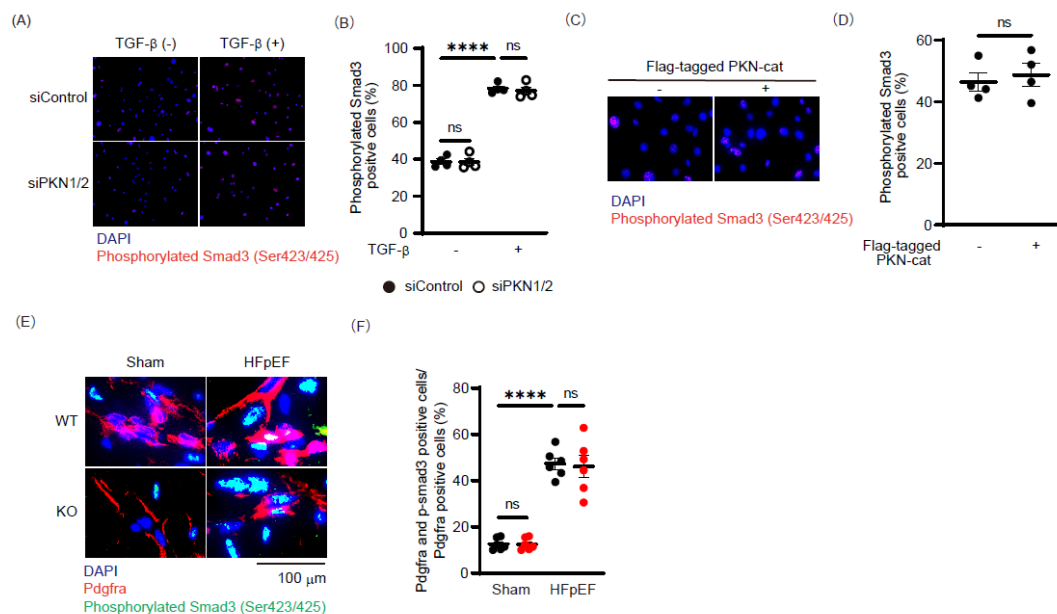 (A)
TGF-β (-)
TGF-β (+)
siControl
siPKN1/2
DAPI
Phosphorylated Smad3 (Ser423/425)
(B)
Phosphorylated Smad3
positive cells (%)
100
80
60
40
20
0
****
ns
ns
TGF-β
-
+
siControl
siPKN1/2
(C)
Flag-tagged PKN-cat
-
+
DAPI
Phosphorylated Smad3 (Ser423/425)
(D)
Phosphorylated Smad3
positive cells (%)
60
40
20
0
ns
Flag-tagged
PKN-cat
-
+
(E)
Sham
HFpEF
WT
KO
DAPI
Pdgfra
Phosphorylated Smad3 (Ser423/425)
100 μm
(F)
Pdgfra and p-smad3 positive cells/
Pdgfra positive cells (%)
80
60
40
20
0
****
ns
ns
Sham
HFpEF